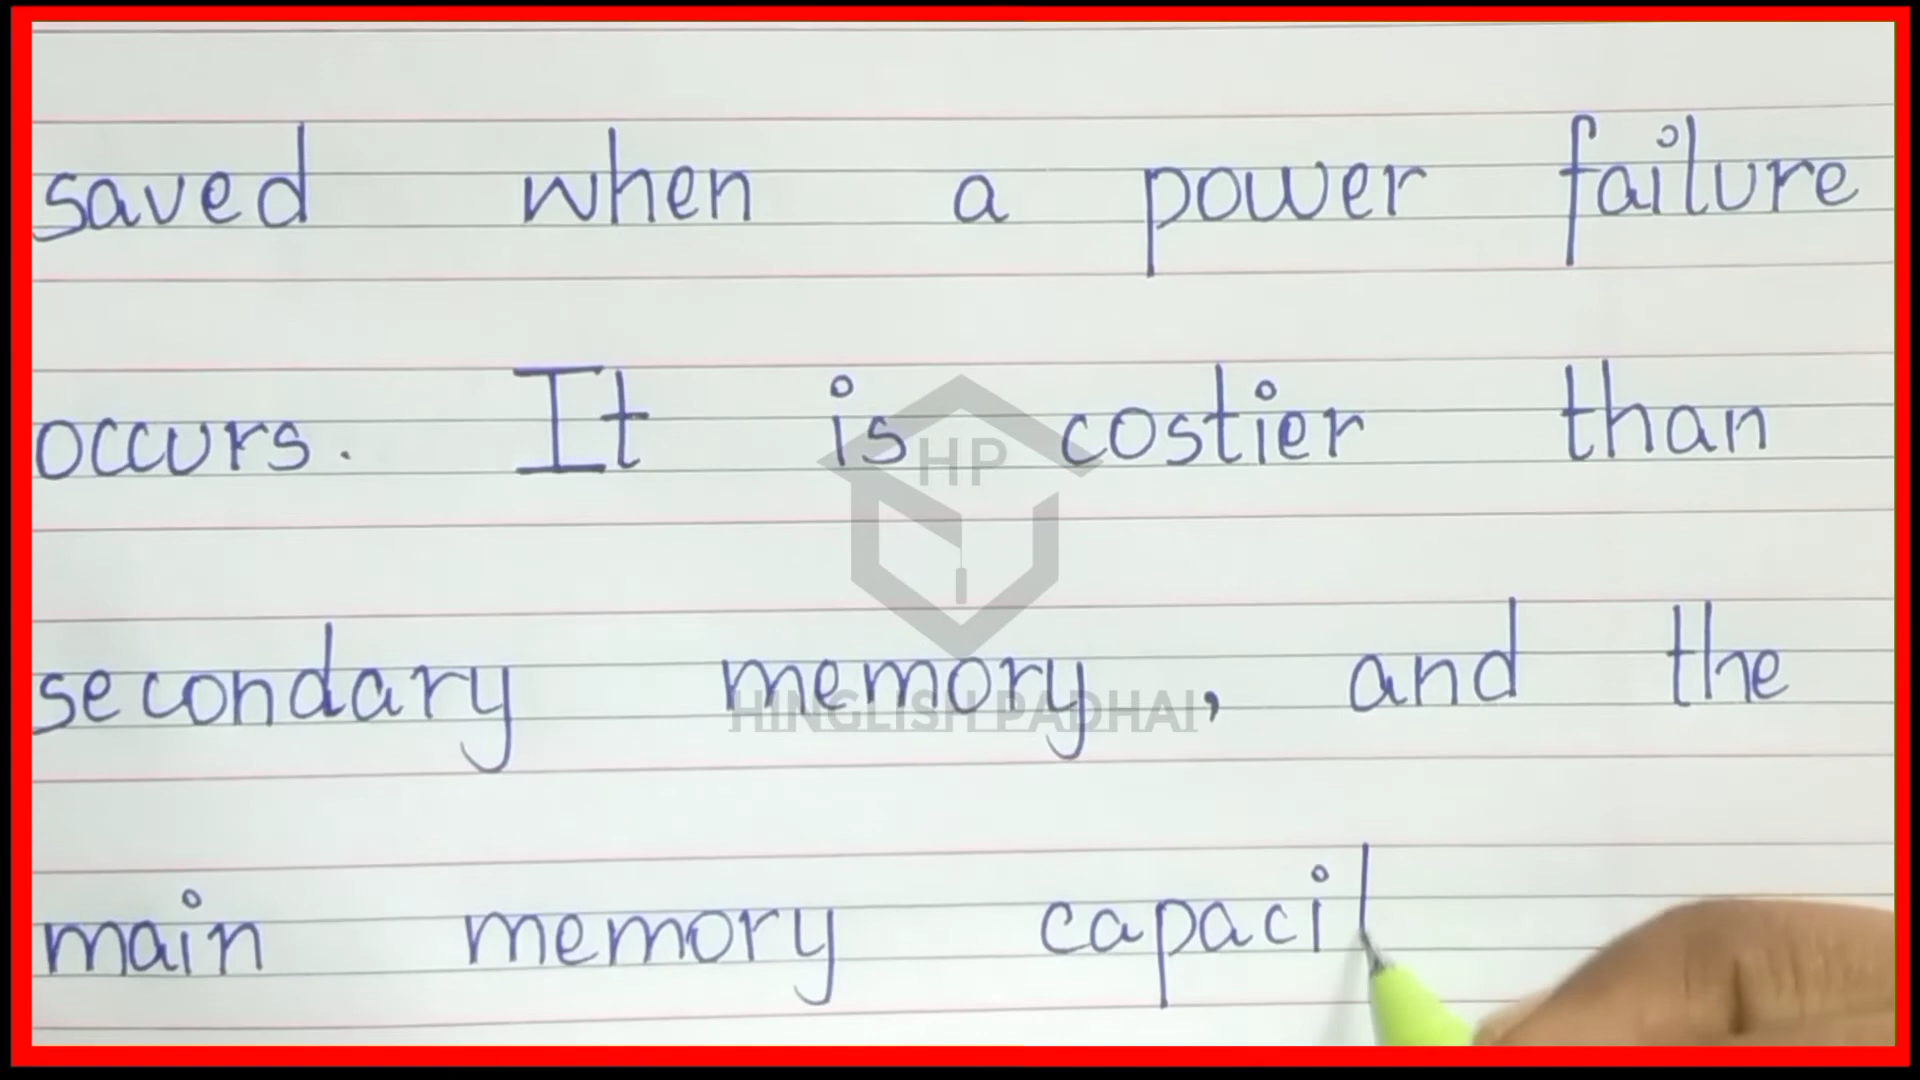 saved when a power failure
occurs. It is costier than
HP
secondary memory, and the
HINGLISH PADHAI
main memory capaci